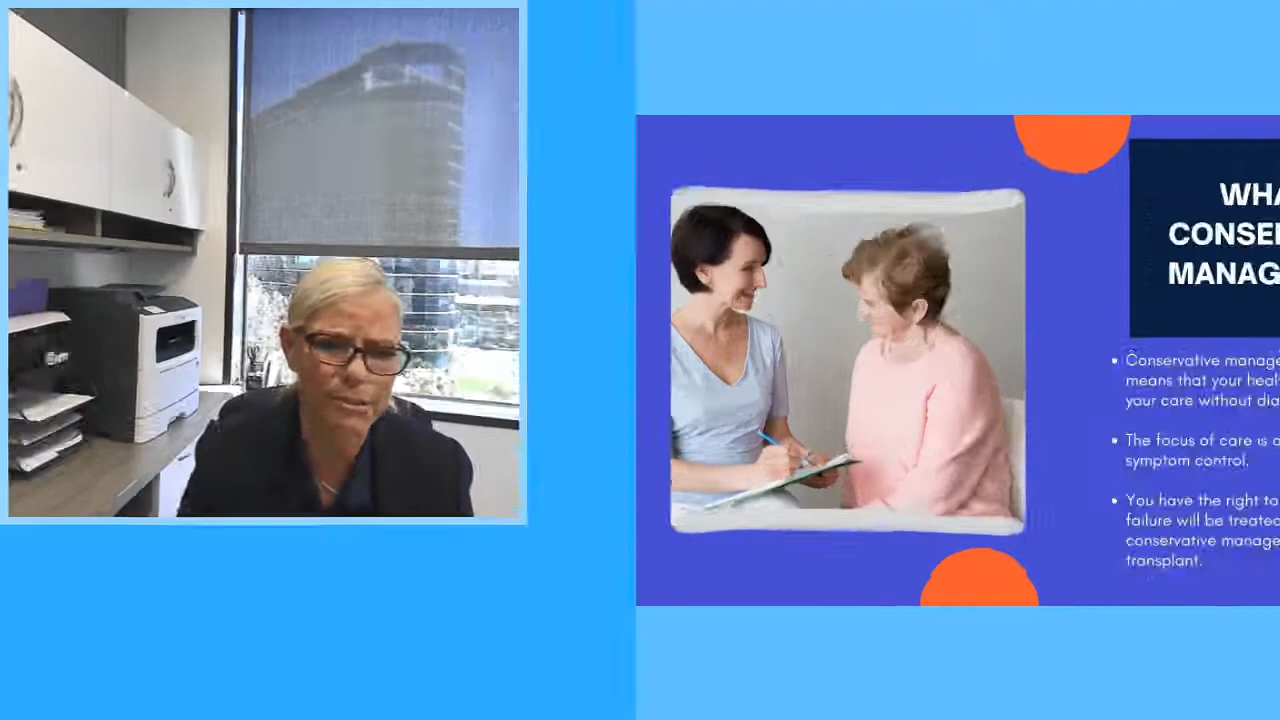 WHA
CONSER
MANAG
Conservative manage
means that your heal
your care without dia
The focus of care is
symptom control.
You have the right to
failure will be treated
conservative manage
transplant.